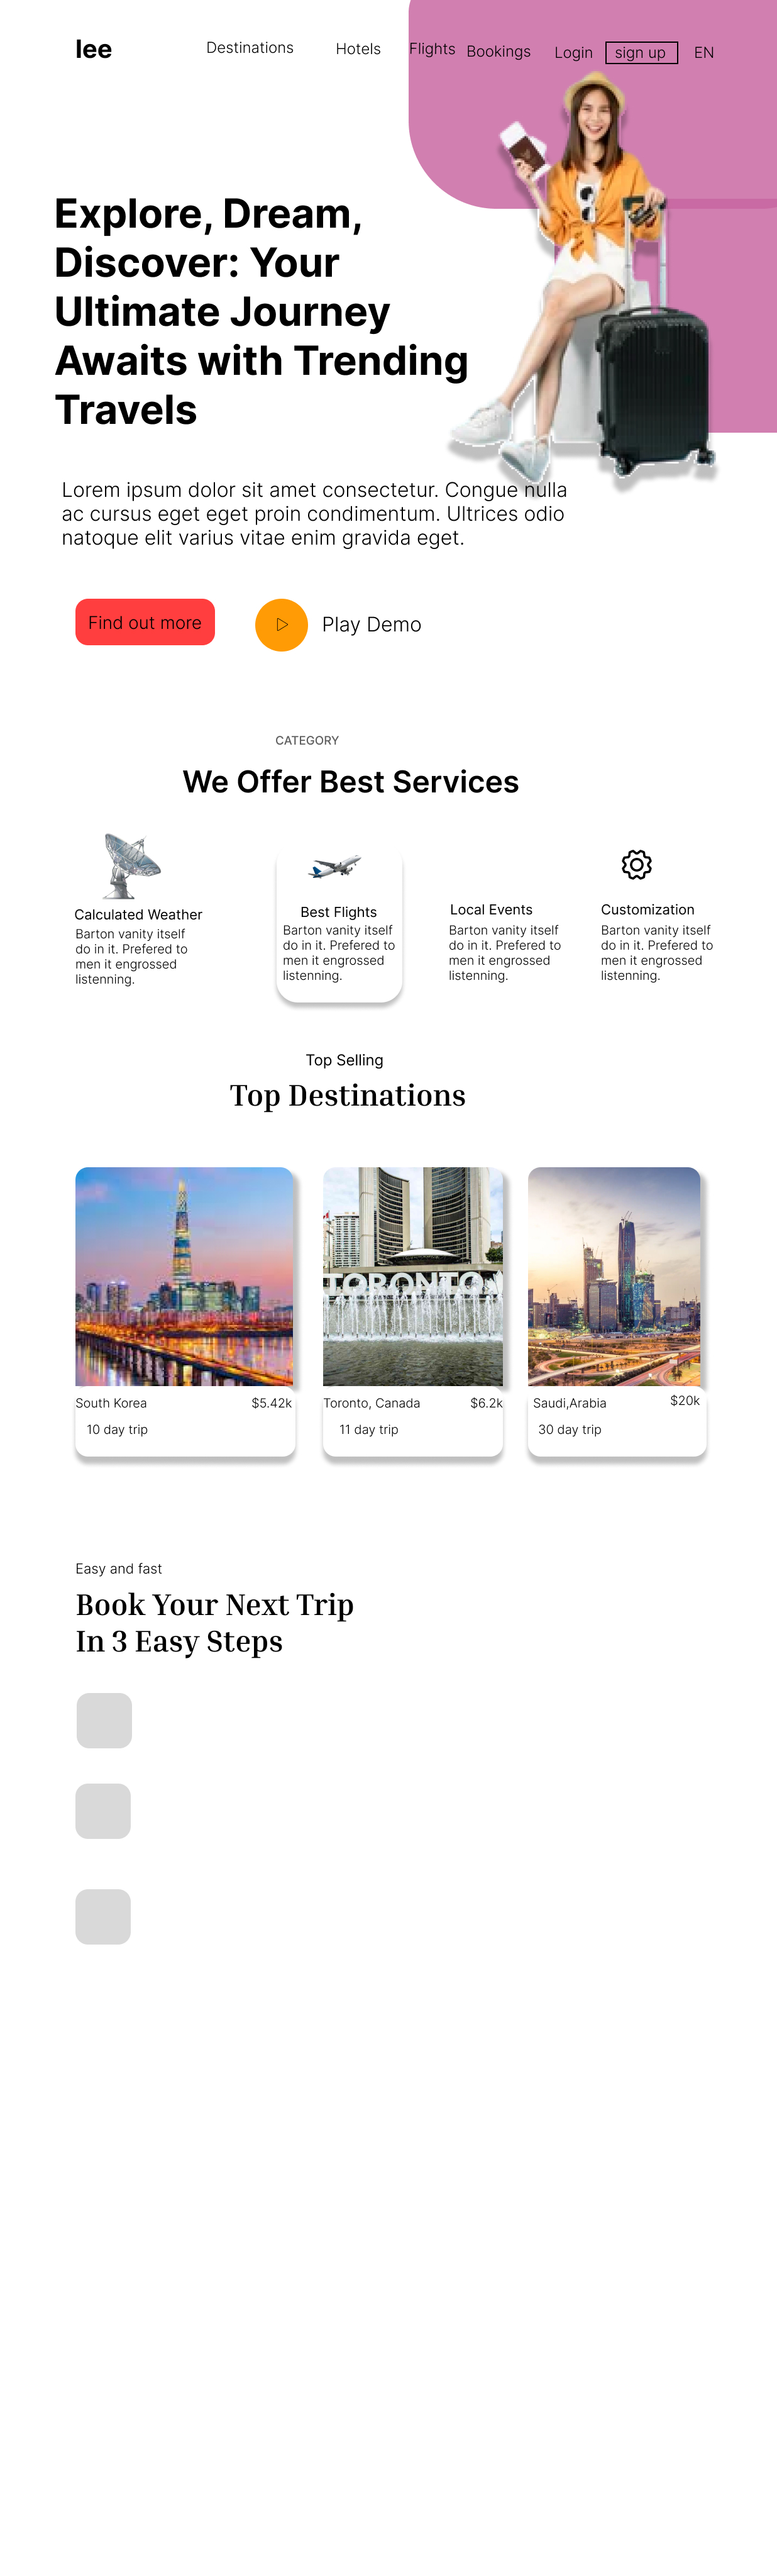 lee
Destinations
Hotels
Flights
Bookings
Login
sign up
EN
Explore, Dream,
Discover: Your
Ultimate Journey
Awaits with Trending
Travels
Lorem ipsum dolor sit amet consectetur. Congue nulla
ac cursus eget eget proin condimentum. Ultrices odio
natoque elit varius vitae enim gravida eget.
Find out more
Play Demo
CATEGORY
We Offer Best Services
Calculated Weather
Barton vanity itself
do in it. Prefered to
men it engrossed
listenning.
Best Flights
Barton vanity itself
do in it. Prefered to
men it engrossed
listenning.
Local Events
Barton vanity itself
do in it. Prefered to
men it engrossed
listenning.
Customization
Barton vanity itself
do in it. Prefered to
men it engrossed
listenning.
Top Selling
Top Destinations
TORONTO
South Korea
$5.42k
10 day trip
Toronto, Canada
$6.2k
11 day trip
Saudi,Arabia
$20k
30 day trip
Easy and fast
Book Your Next Trip
In 3 Easy Steps